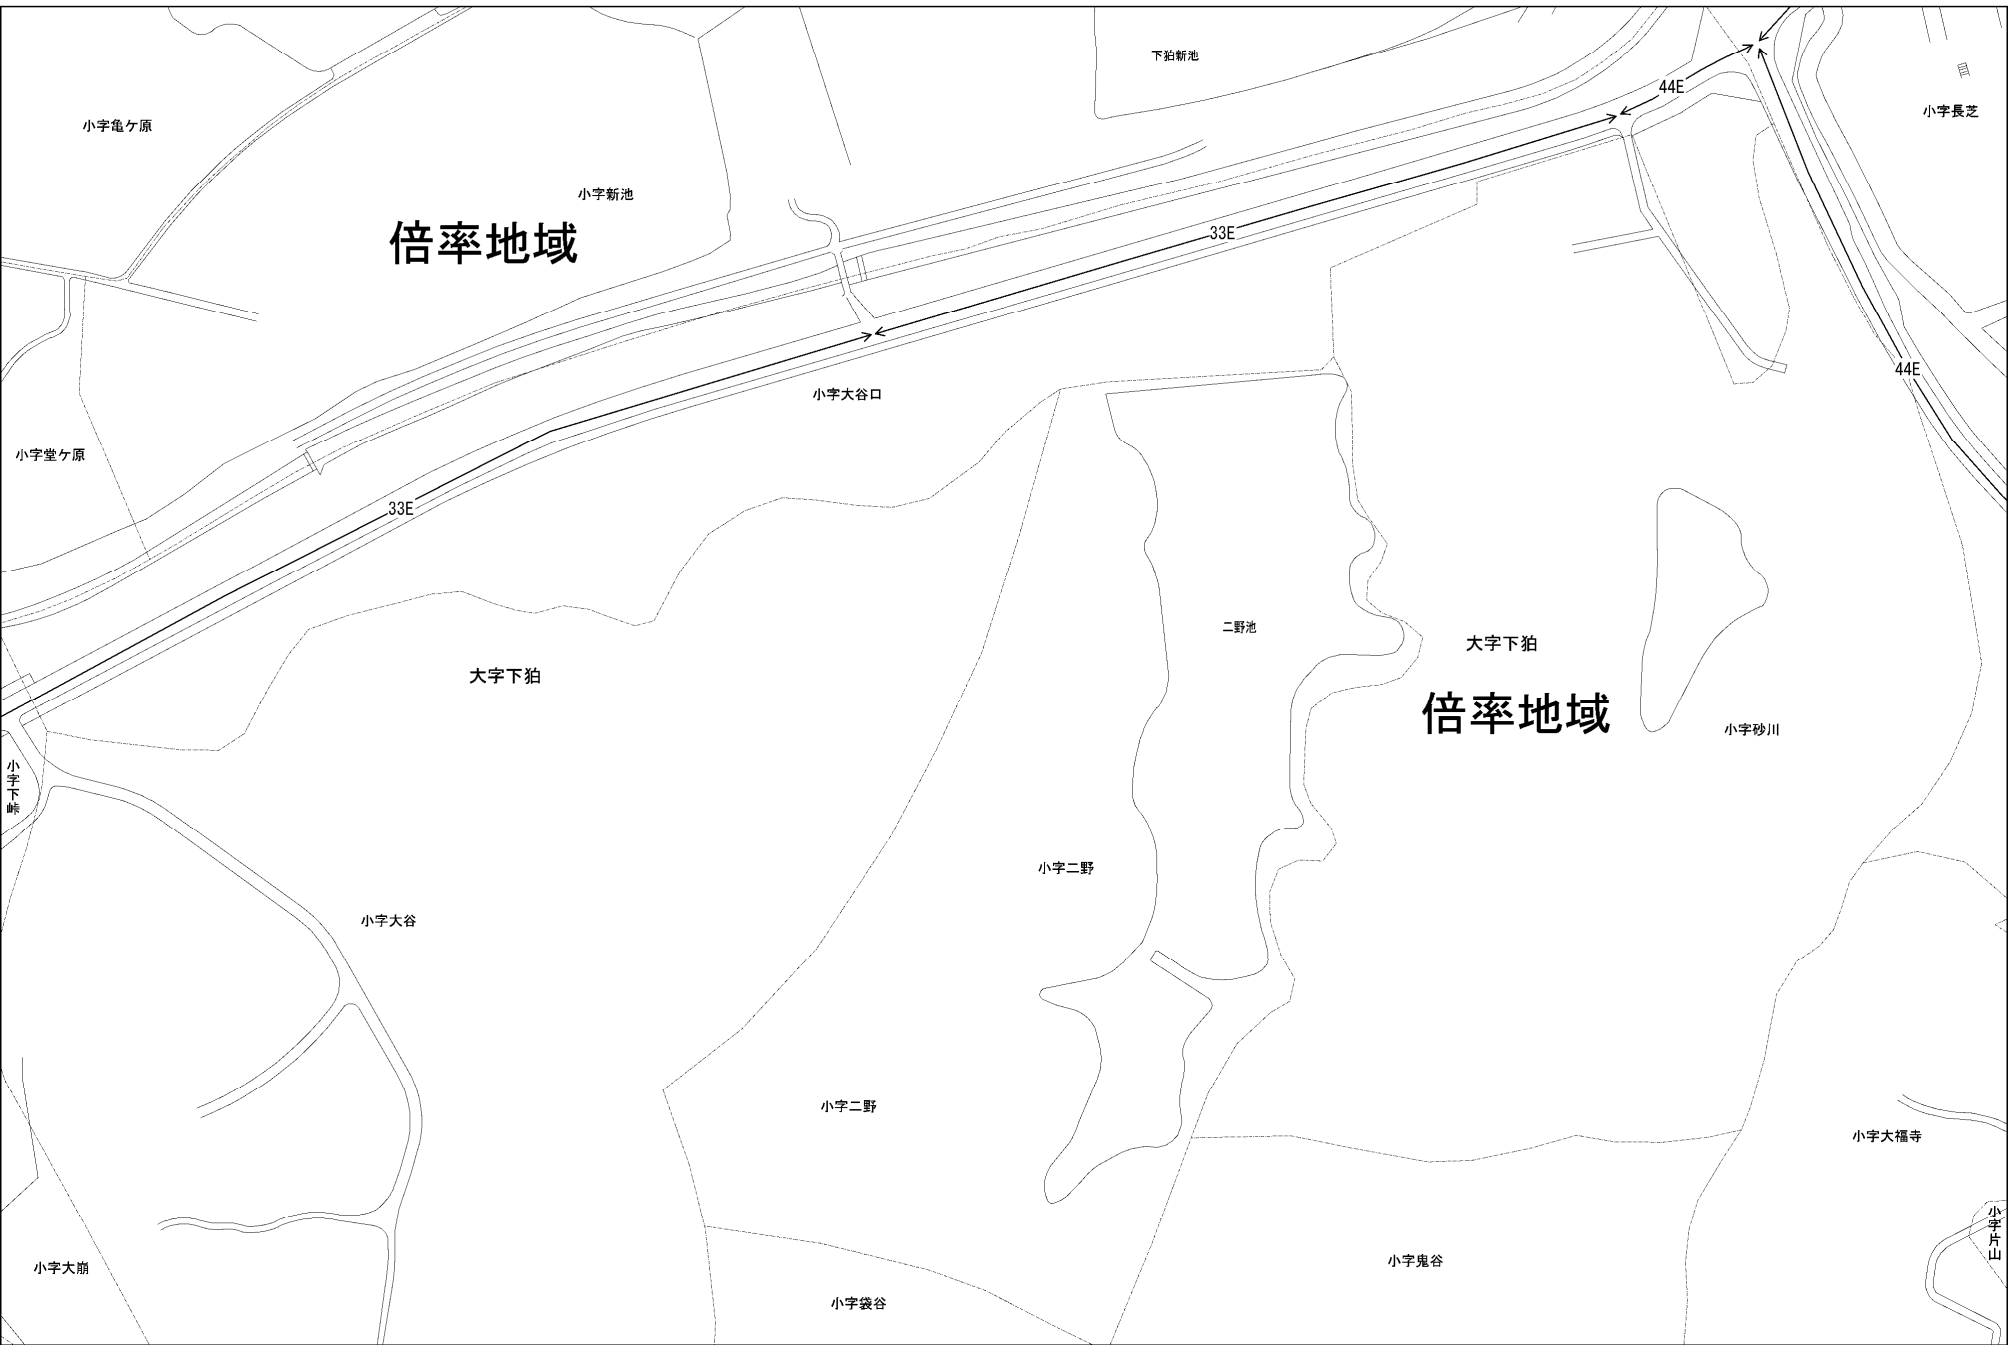 下狛新池
44E
小字長芝
小字亀ケ原
小字新池
倍率地域
33E
44E
小字大谷口
小字堂ケ原
33E
二野池
大字下狛
大字下狛
倍率地域
小字砂川
小字下峠
小字二野
小字大谷
小字二野
小字大福寺
小字片山
小字鬼谷
小字大崩
小字袋谷